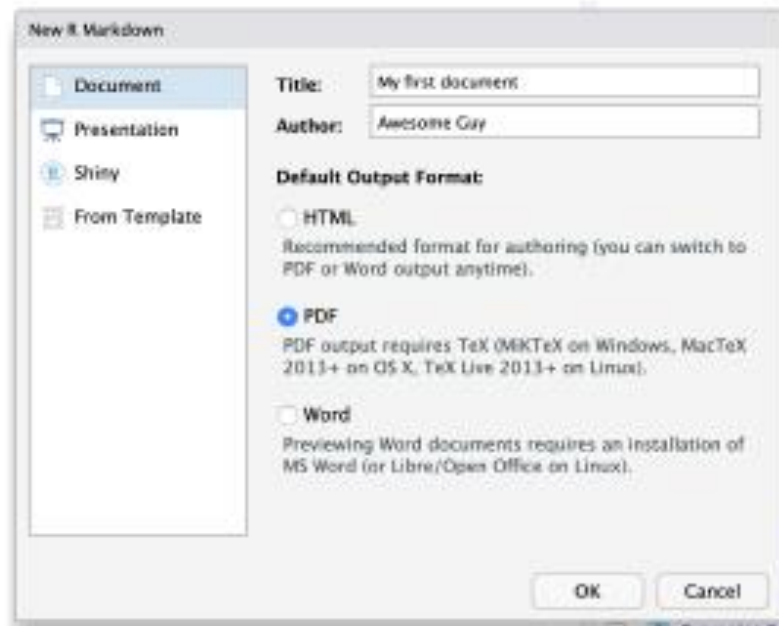 New R Markdown
Document
Presentation
Shiny
From Template
Title: My first document
Author: Awesome Guy
Default Output Format:
HTML
Recommended format for authoring (you can switch to
PDF or Word output anytime).
PDF
PDF output requires TeX (MiKTeX on Windows, MacTeX
2013+ on OS X, TeX Live 2013+ on Linux).
Word
Previewing Word documents requires an installation of
MS Word (or Libre/Open Office on Linux).
OK Cancel